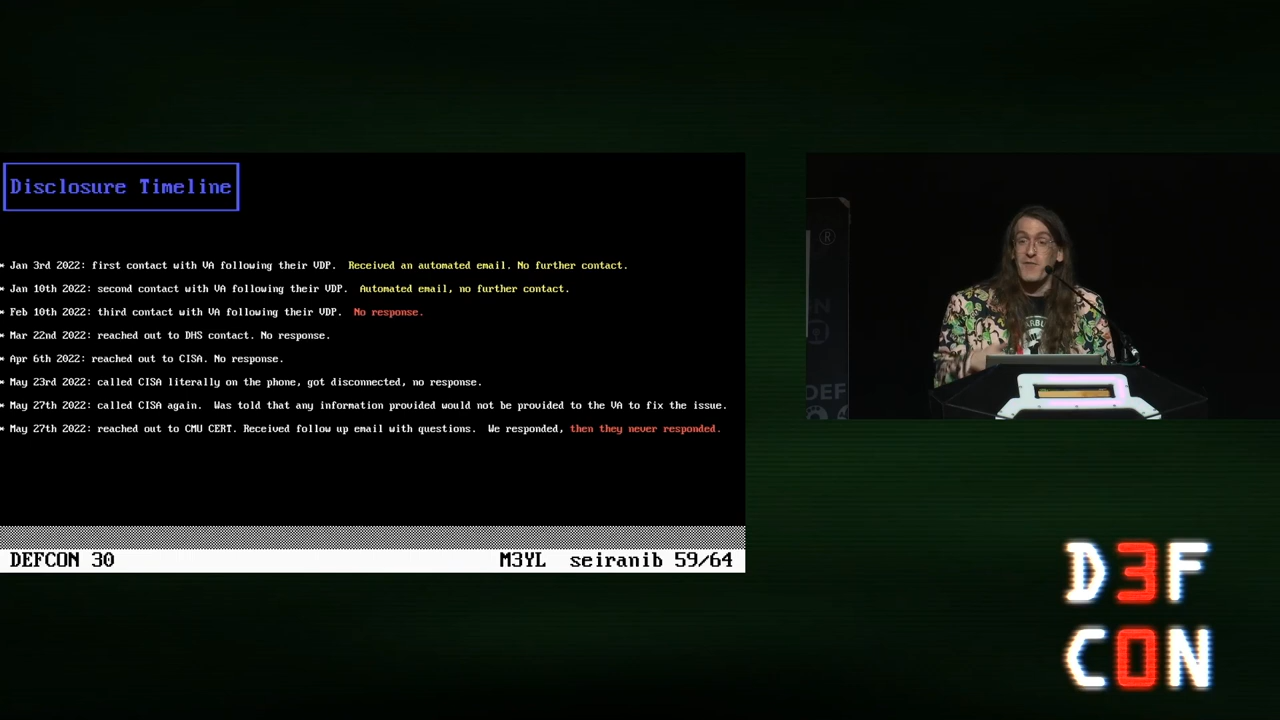 Disclosure Timeline
* Jan 3rd 2022: first contact with VA following their VDP.  Received an automated email. No further contact.
* Jan 10th 2022: second contact with VA following their VDP.  Automated email, no further contact.
* Feb 10th 2022: third contact with VA following their VDP.  No response.
* Mar 22nd 2022: reached out to DHS contact. No response.
* Apr 6th 2022: reached out to CISA. No response.
* May 23rd 2022: called CISA literally on the phone, got disconnected, no response.
* May 27th 2022: called CISA again.  Was told that any information provided would not be provided to the VA to fix the issue.
* May 27th 2022: reached out to CMU CERT. Received follow up email with questions.  We responded, then they never responded.
DEFCON 30 M3YL seiranib 59/64
®
DEF
D3F
C0N